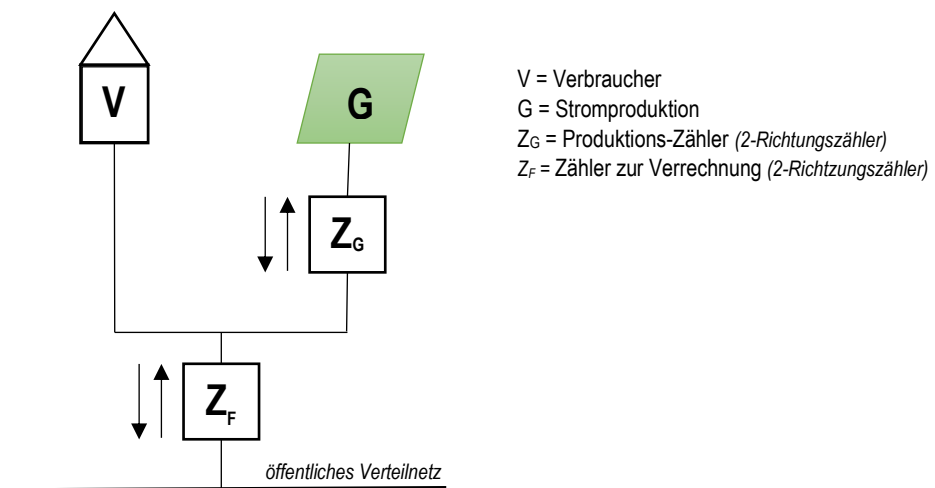 V
G
V = Verbraucher
G = Stromproduktion
ZG = Produktions-Zähler (2-Richtungszähler)
ZF = Zähler zur Verrechnung (2-Richtzungszähler)
ZG
ZF
öffentliches Verteilnetz